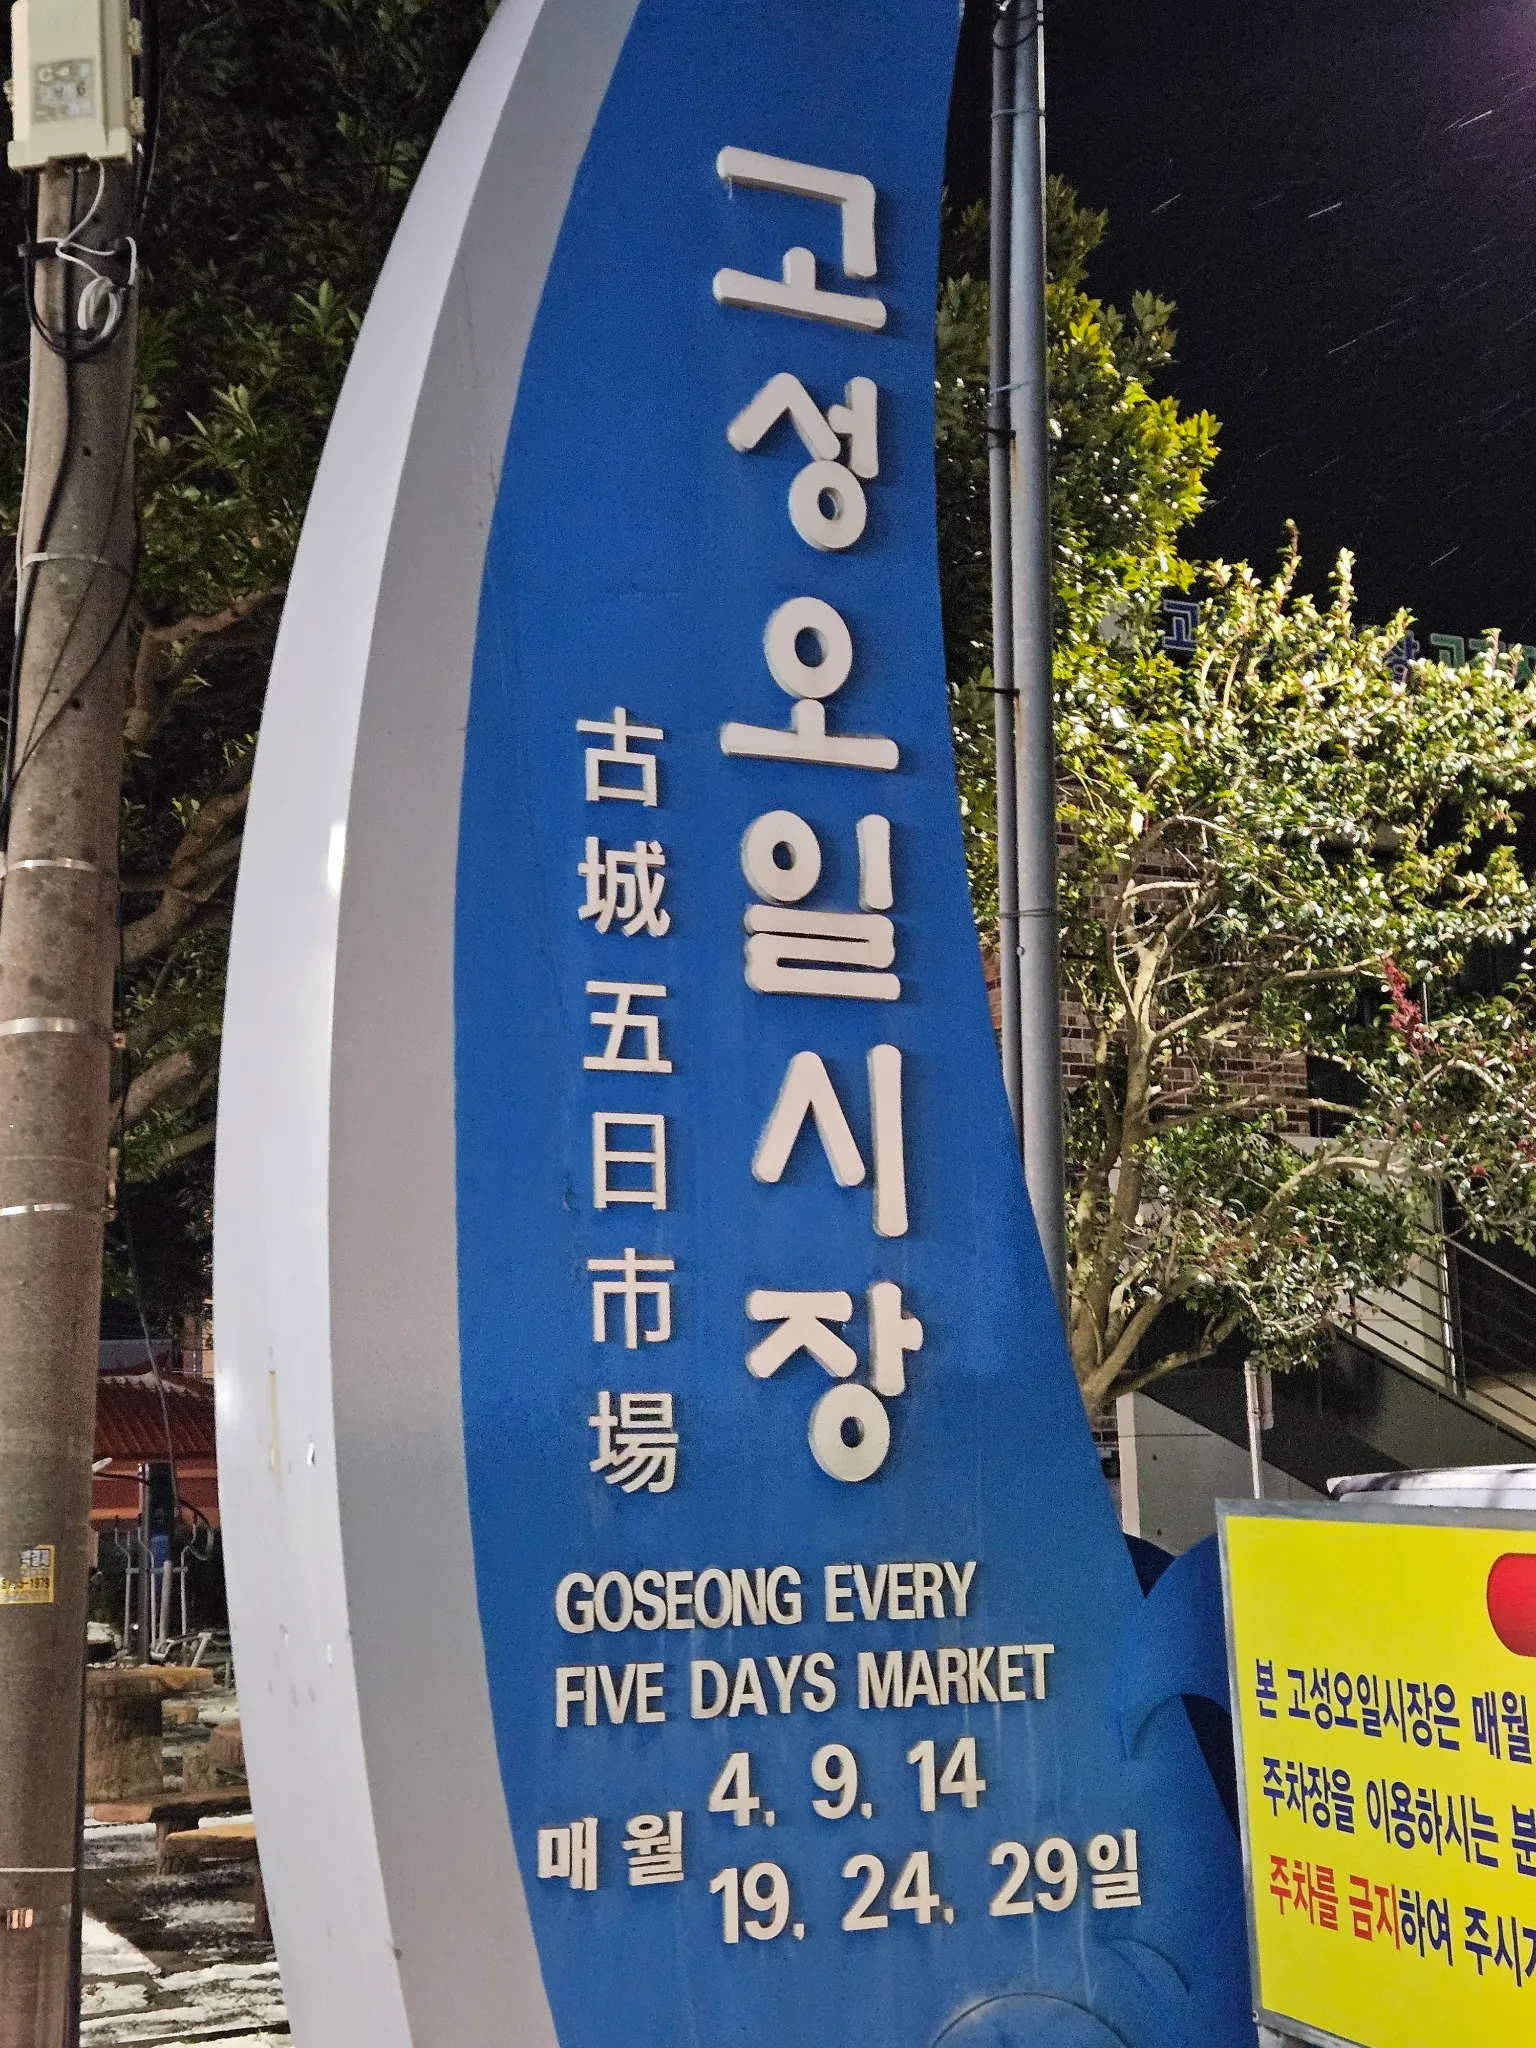 고성오일시장
古城五日市場
GOSEONG EVERY
FIVE DAYS MARKET
매월
4. 9. 14
19. 24. 29일
본 고성오일시장은 매월
주차장을 이용하시는 분
주차를 금지하여 주시기